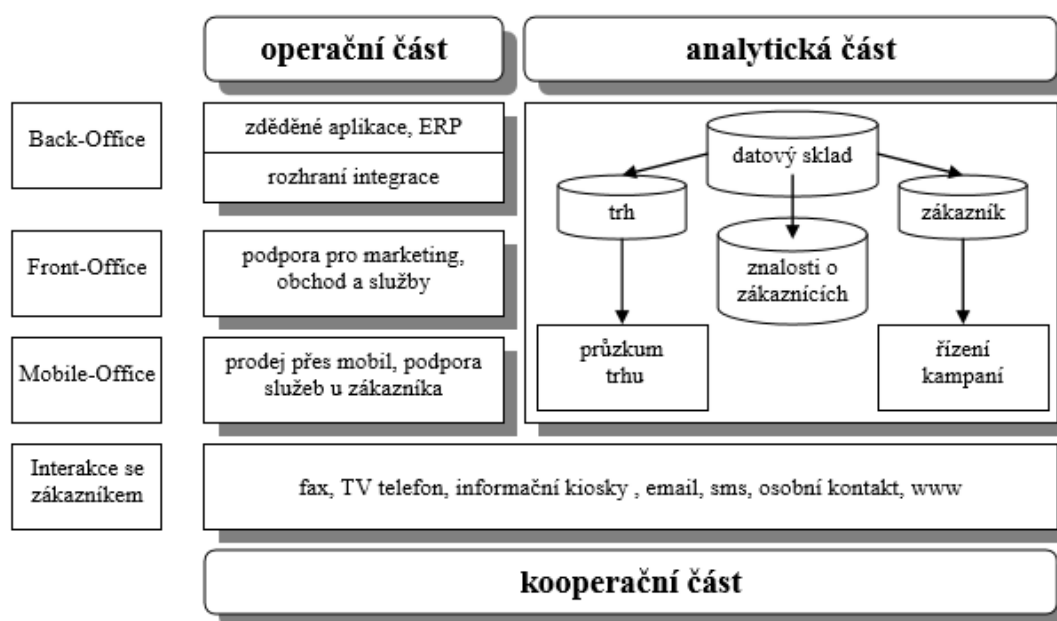 operační část
analytická část
Back-Office
zděděné aplikace, ERP
rozhraní integrace
datový sklad
trh
zákazník
znalosti o
zákaznících
Front-Office
podpora pro marketing,
obchod a služby
Mobile-Office
prodej přes mobil, podpora
služeb u zákazníka
průzkum
trhu
řízení
kampaní
Interakce se
zákazníkem
fax, TV telefon, informační kiosky , email, sms, osobní kontakt, www
kooperační část